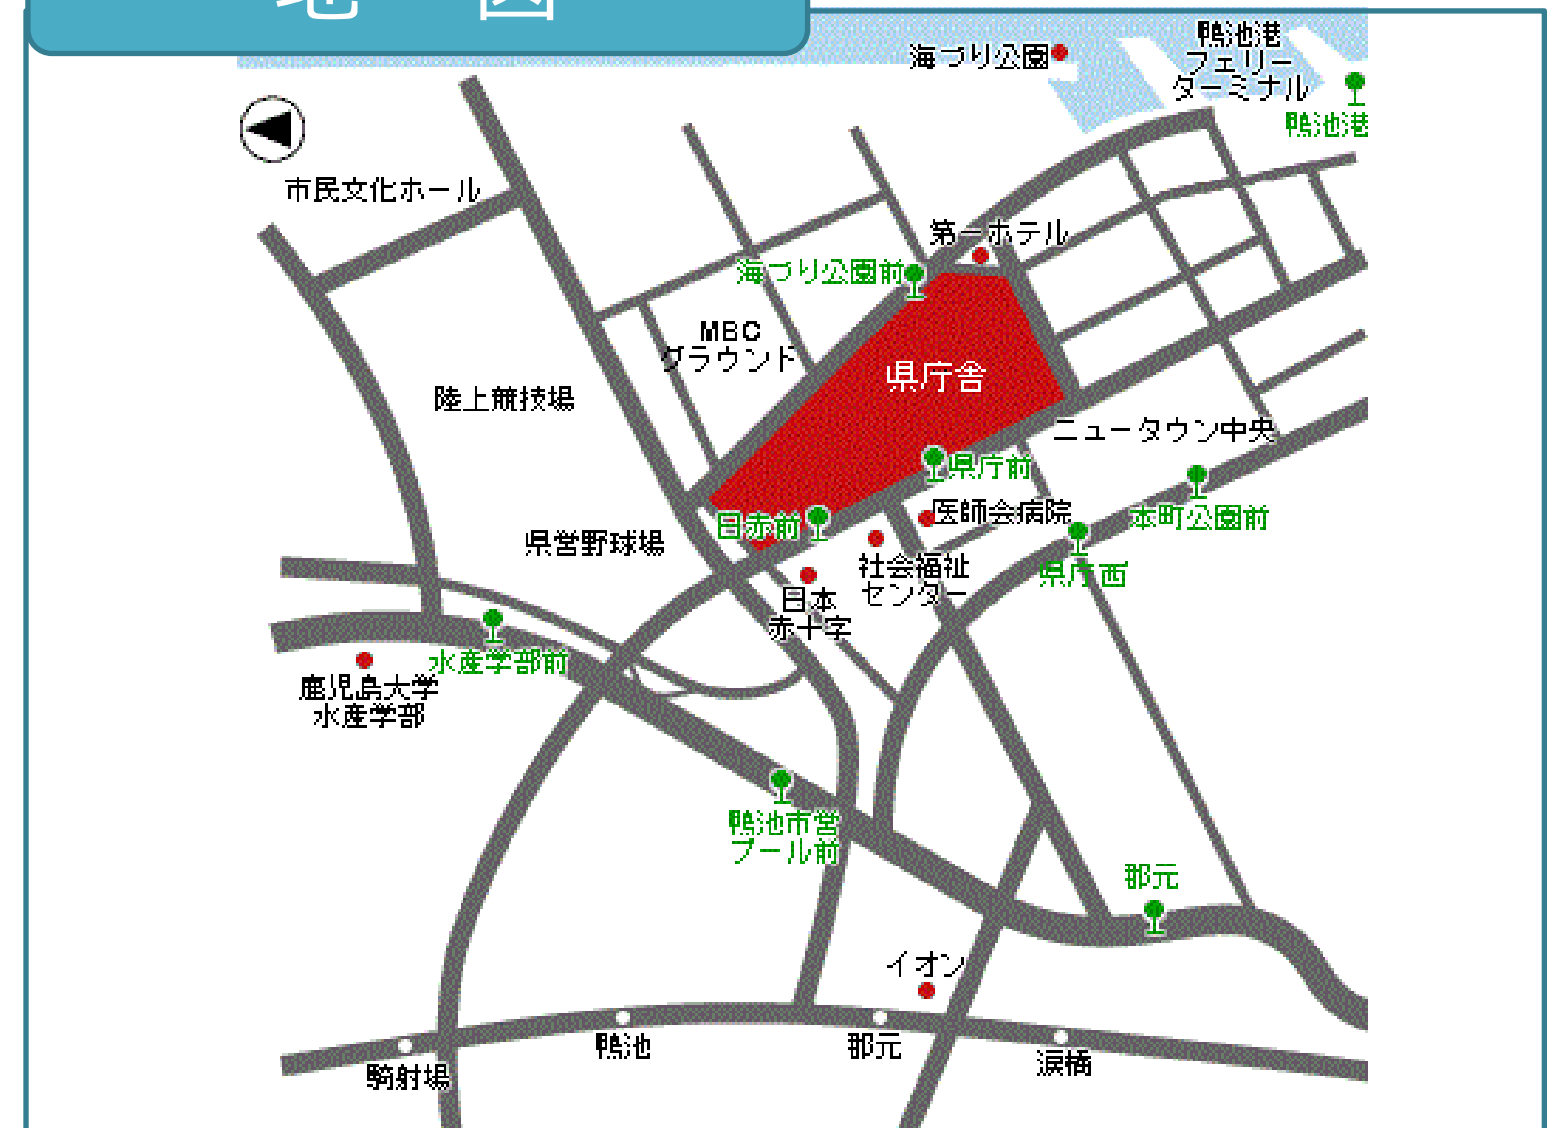 地 図
海づり公園
鴨池港
フェリー
ターミナル
鴨池港
市民文化ホール
第一ホテル
海づり公園前
MBC
グラウンド
県庁舎
陸上競技場
ニュータウン中央
県庁前
本町公園前
医師会病院
日赤前
県営野球場
社会福祉
センター
県庁西
日本
赤十字
水産学部前
鹿児島大学
水産学部
鴨池市営
プール前
郡元
イオン
鴨池
郡元
涙橋
騎射場